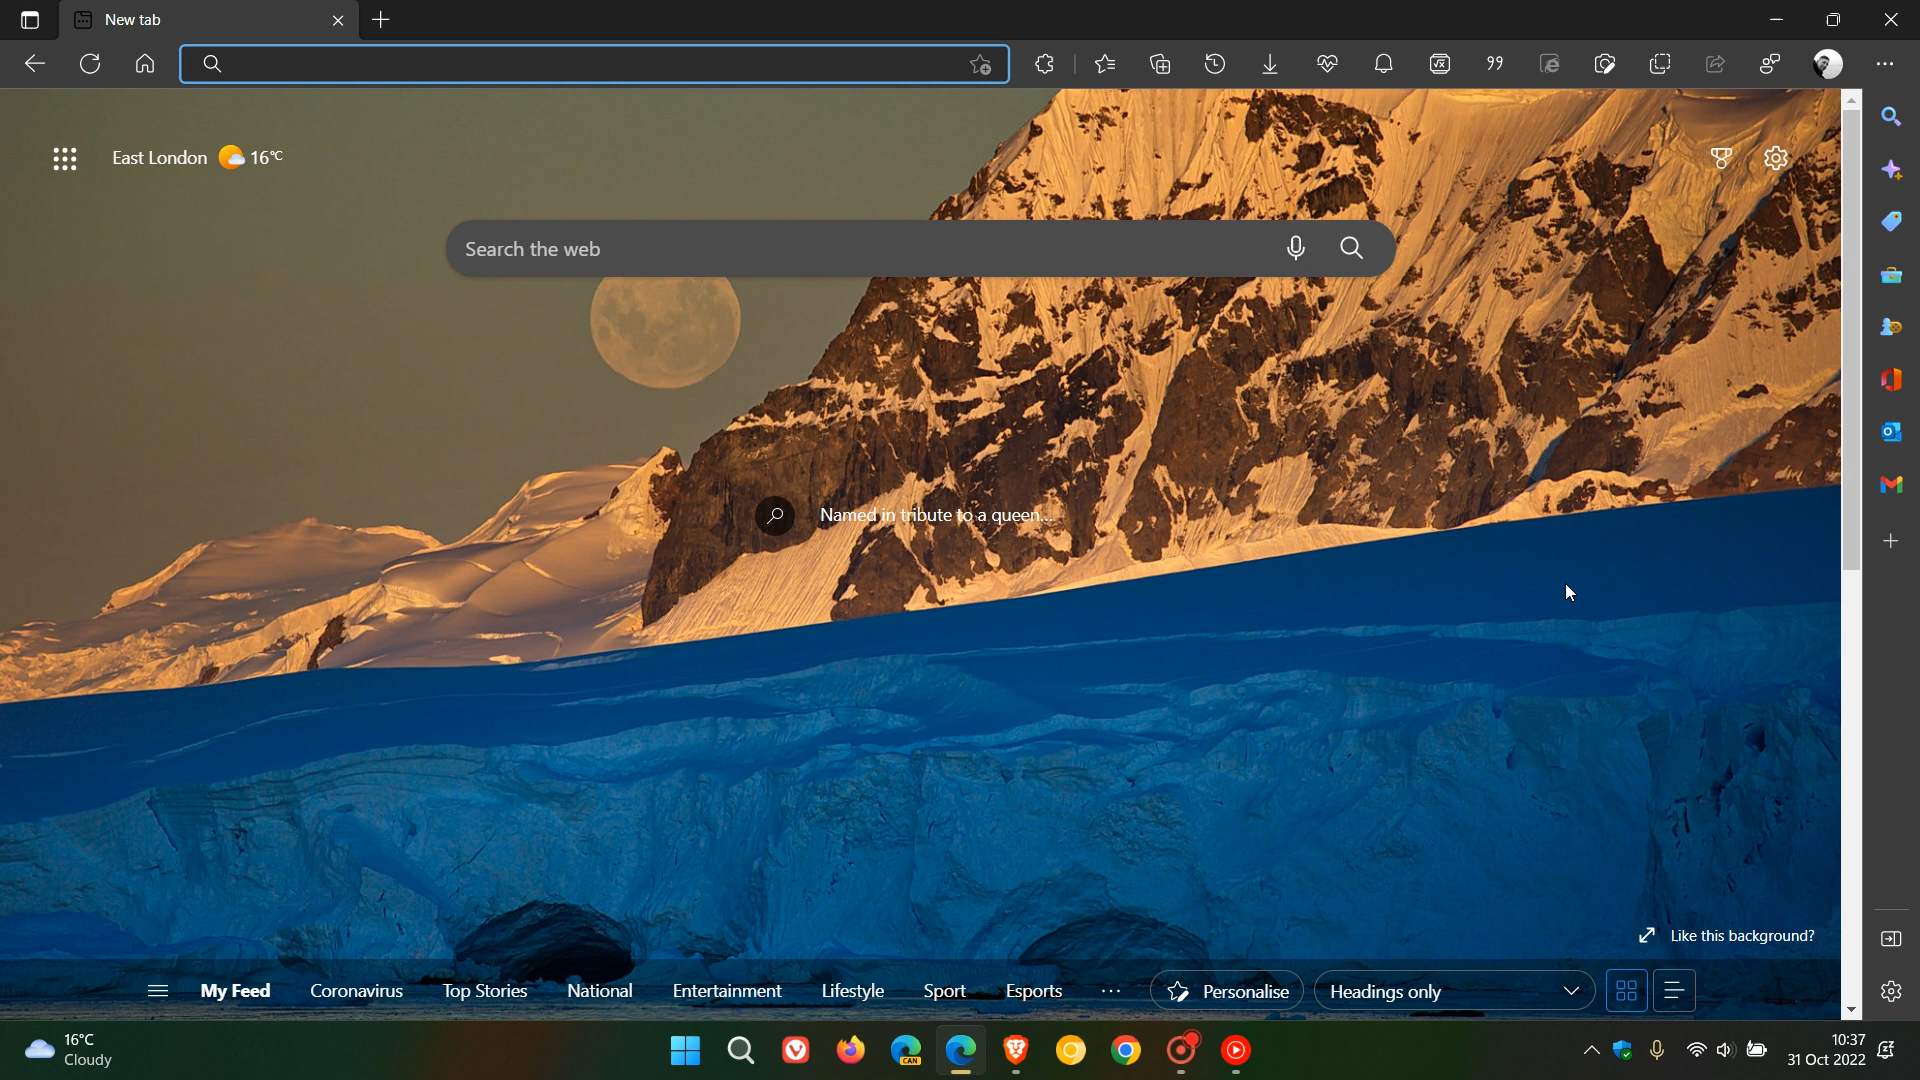 New tab
East London 16°C
Search the web
Named in tribute to a queen...
Like this background?
My Feed Coronavirus Top Stories National Entertainment Lifestyle Sport Esports ... Personalise Headings only
16°C
Cloudy
CAN
10:37
31 Oct 2022